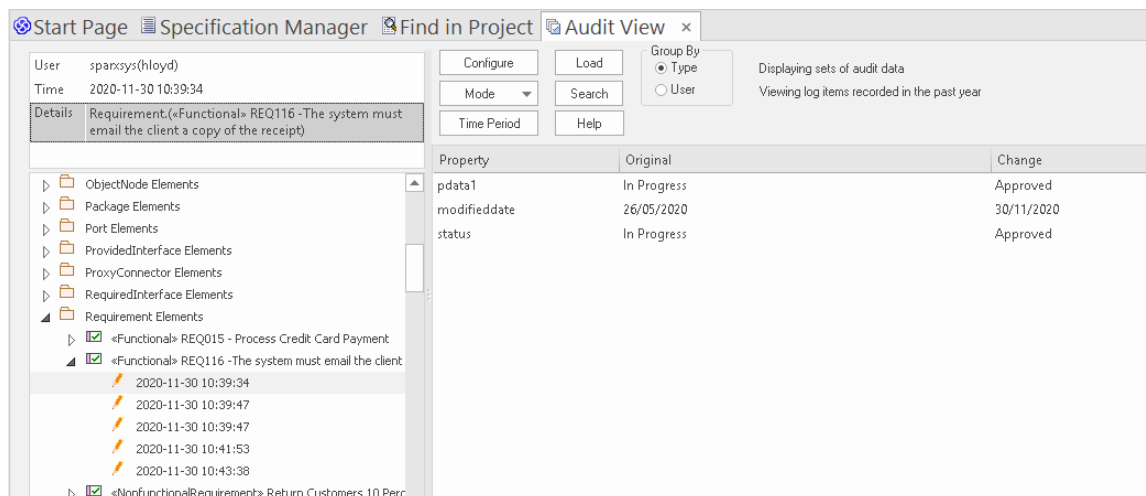 Start Page Specification Manager Find in Project Audit View ×
User sparxsys(hloyd)
Time 2020-11-30 10:39:34
Details Requirement.(«Functional» REQ116 -The system must
email the client a copy of the receipt)
Configure Load
Mode Search
Time Period Help
Group By
Type
User
Displaying sets of audit data
Viewing log items recorded in the past year
ObjectNode Elements
Package Elements
Port Elements
ProvidedInterface Elements
ProxyConnector Elements
RequiredInterface Elements
Requirement Elements
«Functional» REQ015 - Process Credit Card Payment
«Functional» REQ116 -The system must email the client
2020-11-30 10:39:34
2020-11-30 10:39:47
2020-11-30 10:39:47
2020-11-30 10:41:53
2020-11-30 10:43:38
«NonfunctionalRequirement» Return Customers 10 Perc
Property Original Change
pdata1 In Progress Approved
modifieddate 26/05/2020 30/11/2020
status In Progress Approved